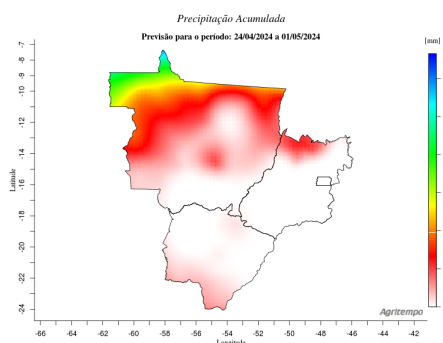 Precipitação Acumulada
Previsão para o período: 24/04/2024 a 01/05/2024
[mm]
-7
-8
-9
-10
-12
-14
-16
-18
-20
-22
-24
Latitude
Agritempo
-66 -64 -62 -60 -58 -56 -54 -52 -50 -48 -46 -44 -42
Longitude